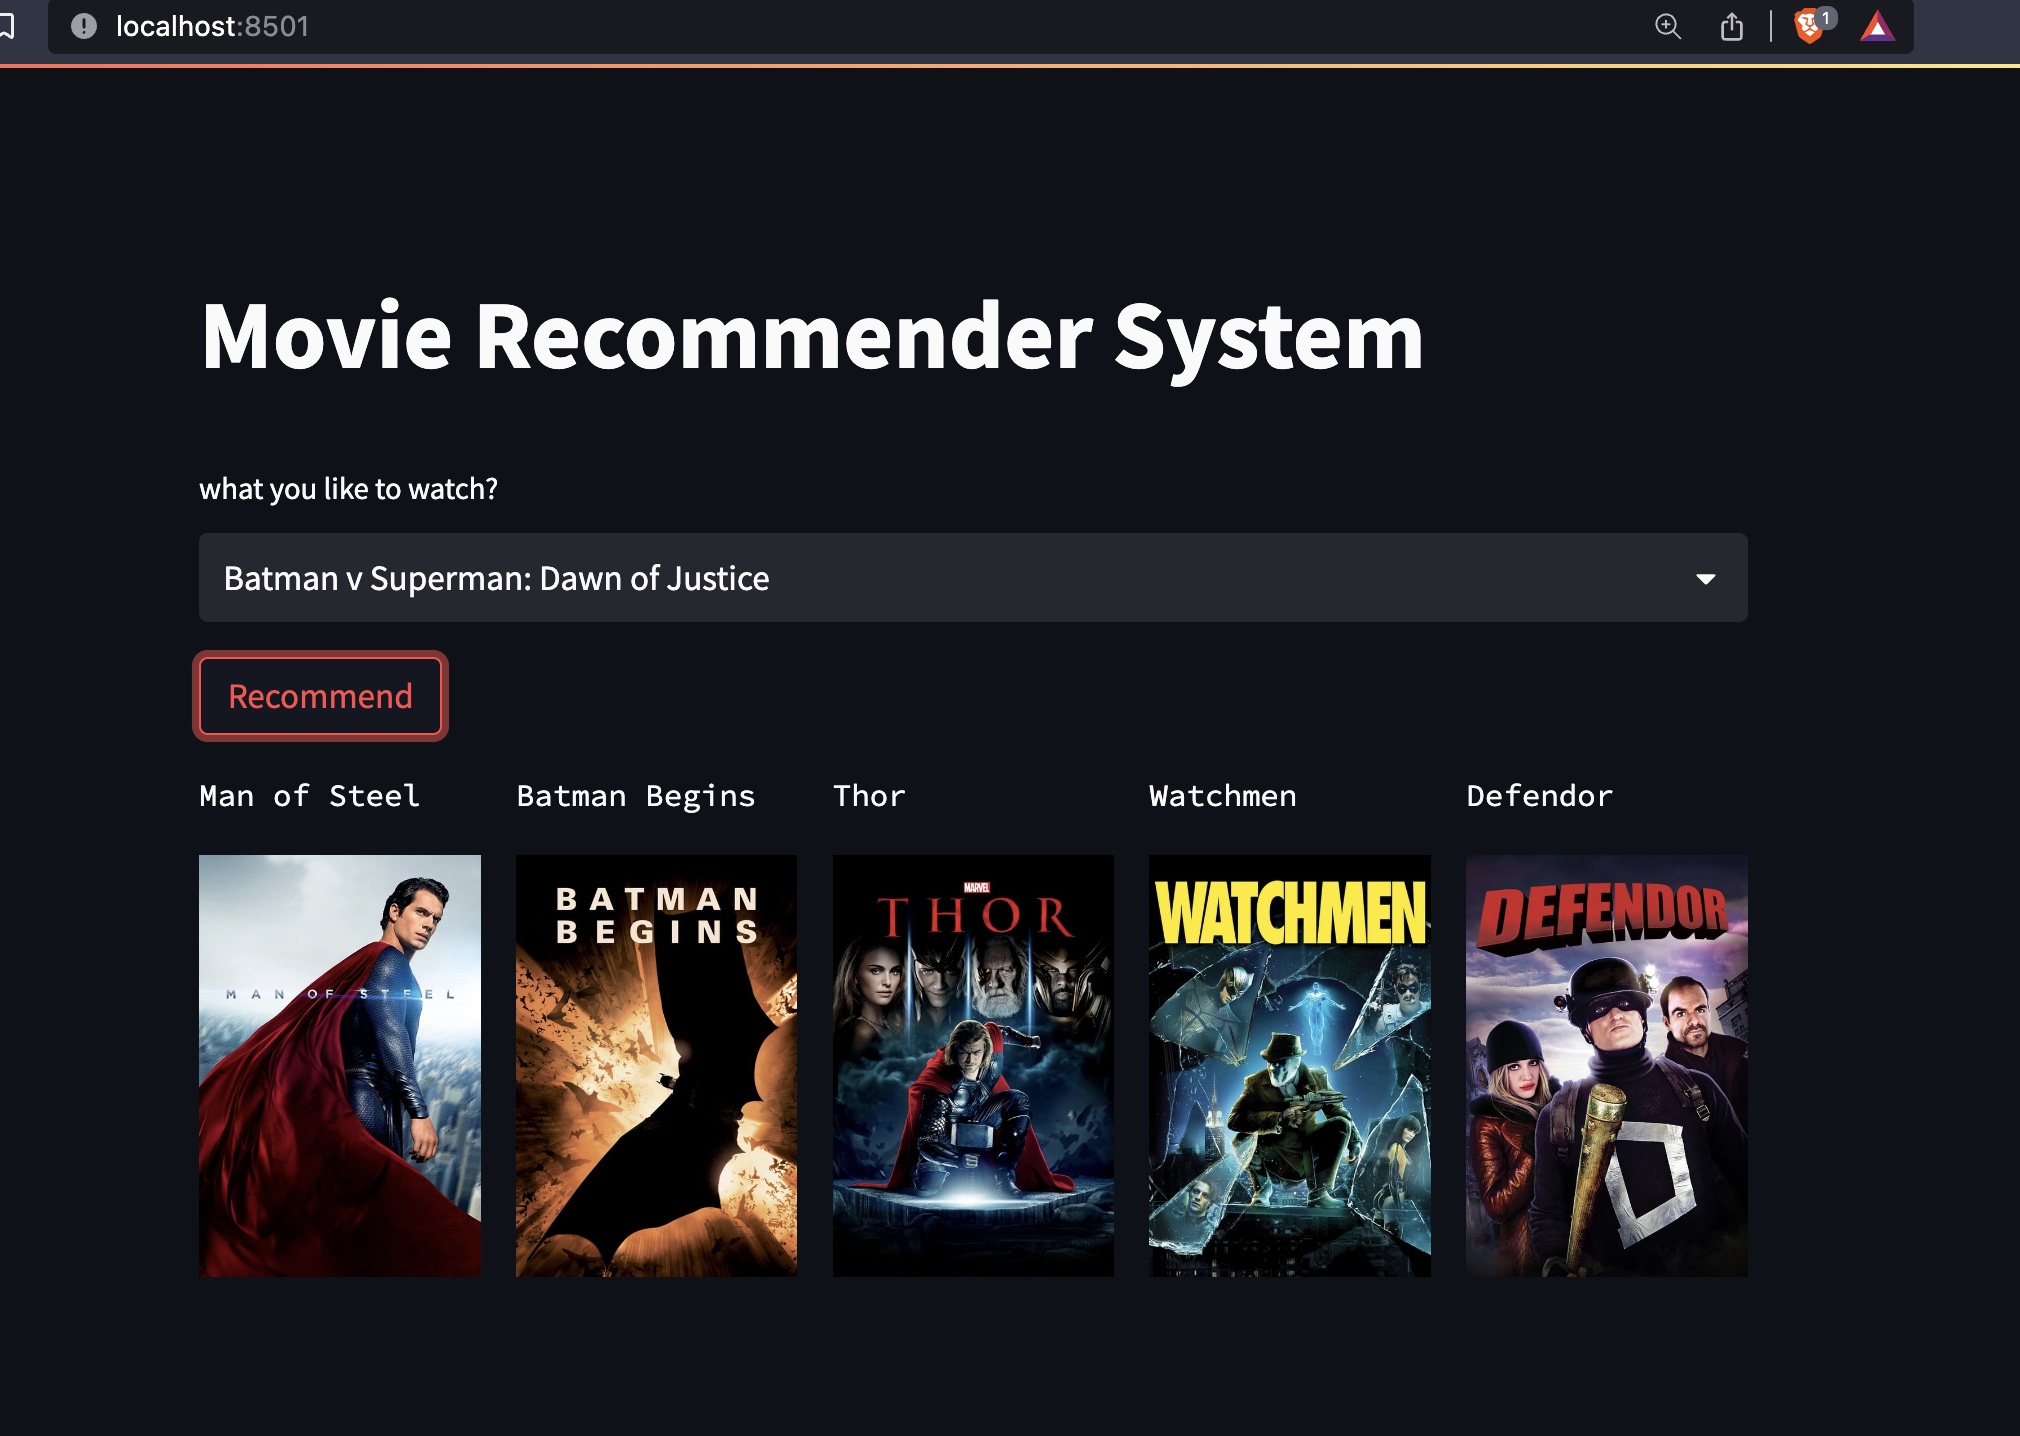 localhost:8501
1
Movie Recommender System
what you like to watch?
Batman v Superman: Dawn of Justice
Recommend
Man of Steel
Batman Begins
Thor
Watchmen
Defendor
MAN OF STEEL
BATMAN
BEGINS
MARVEL
THOR
WATCHMEN
DEFENDOR
D